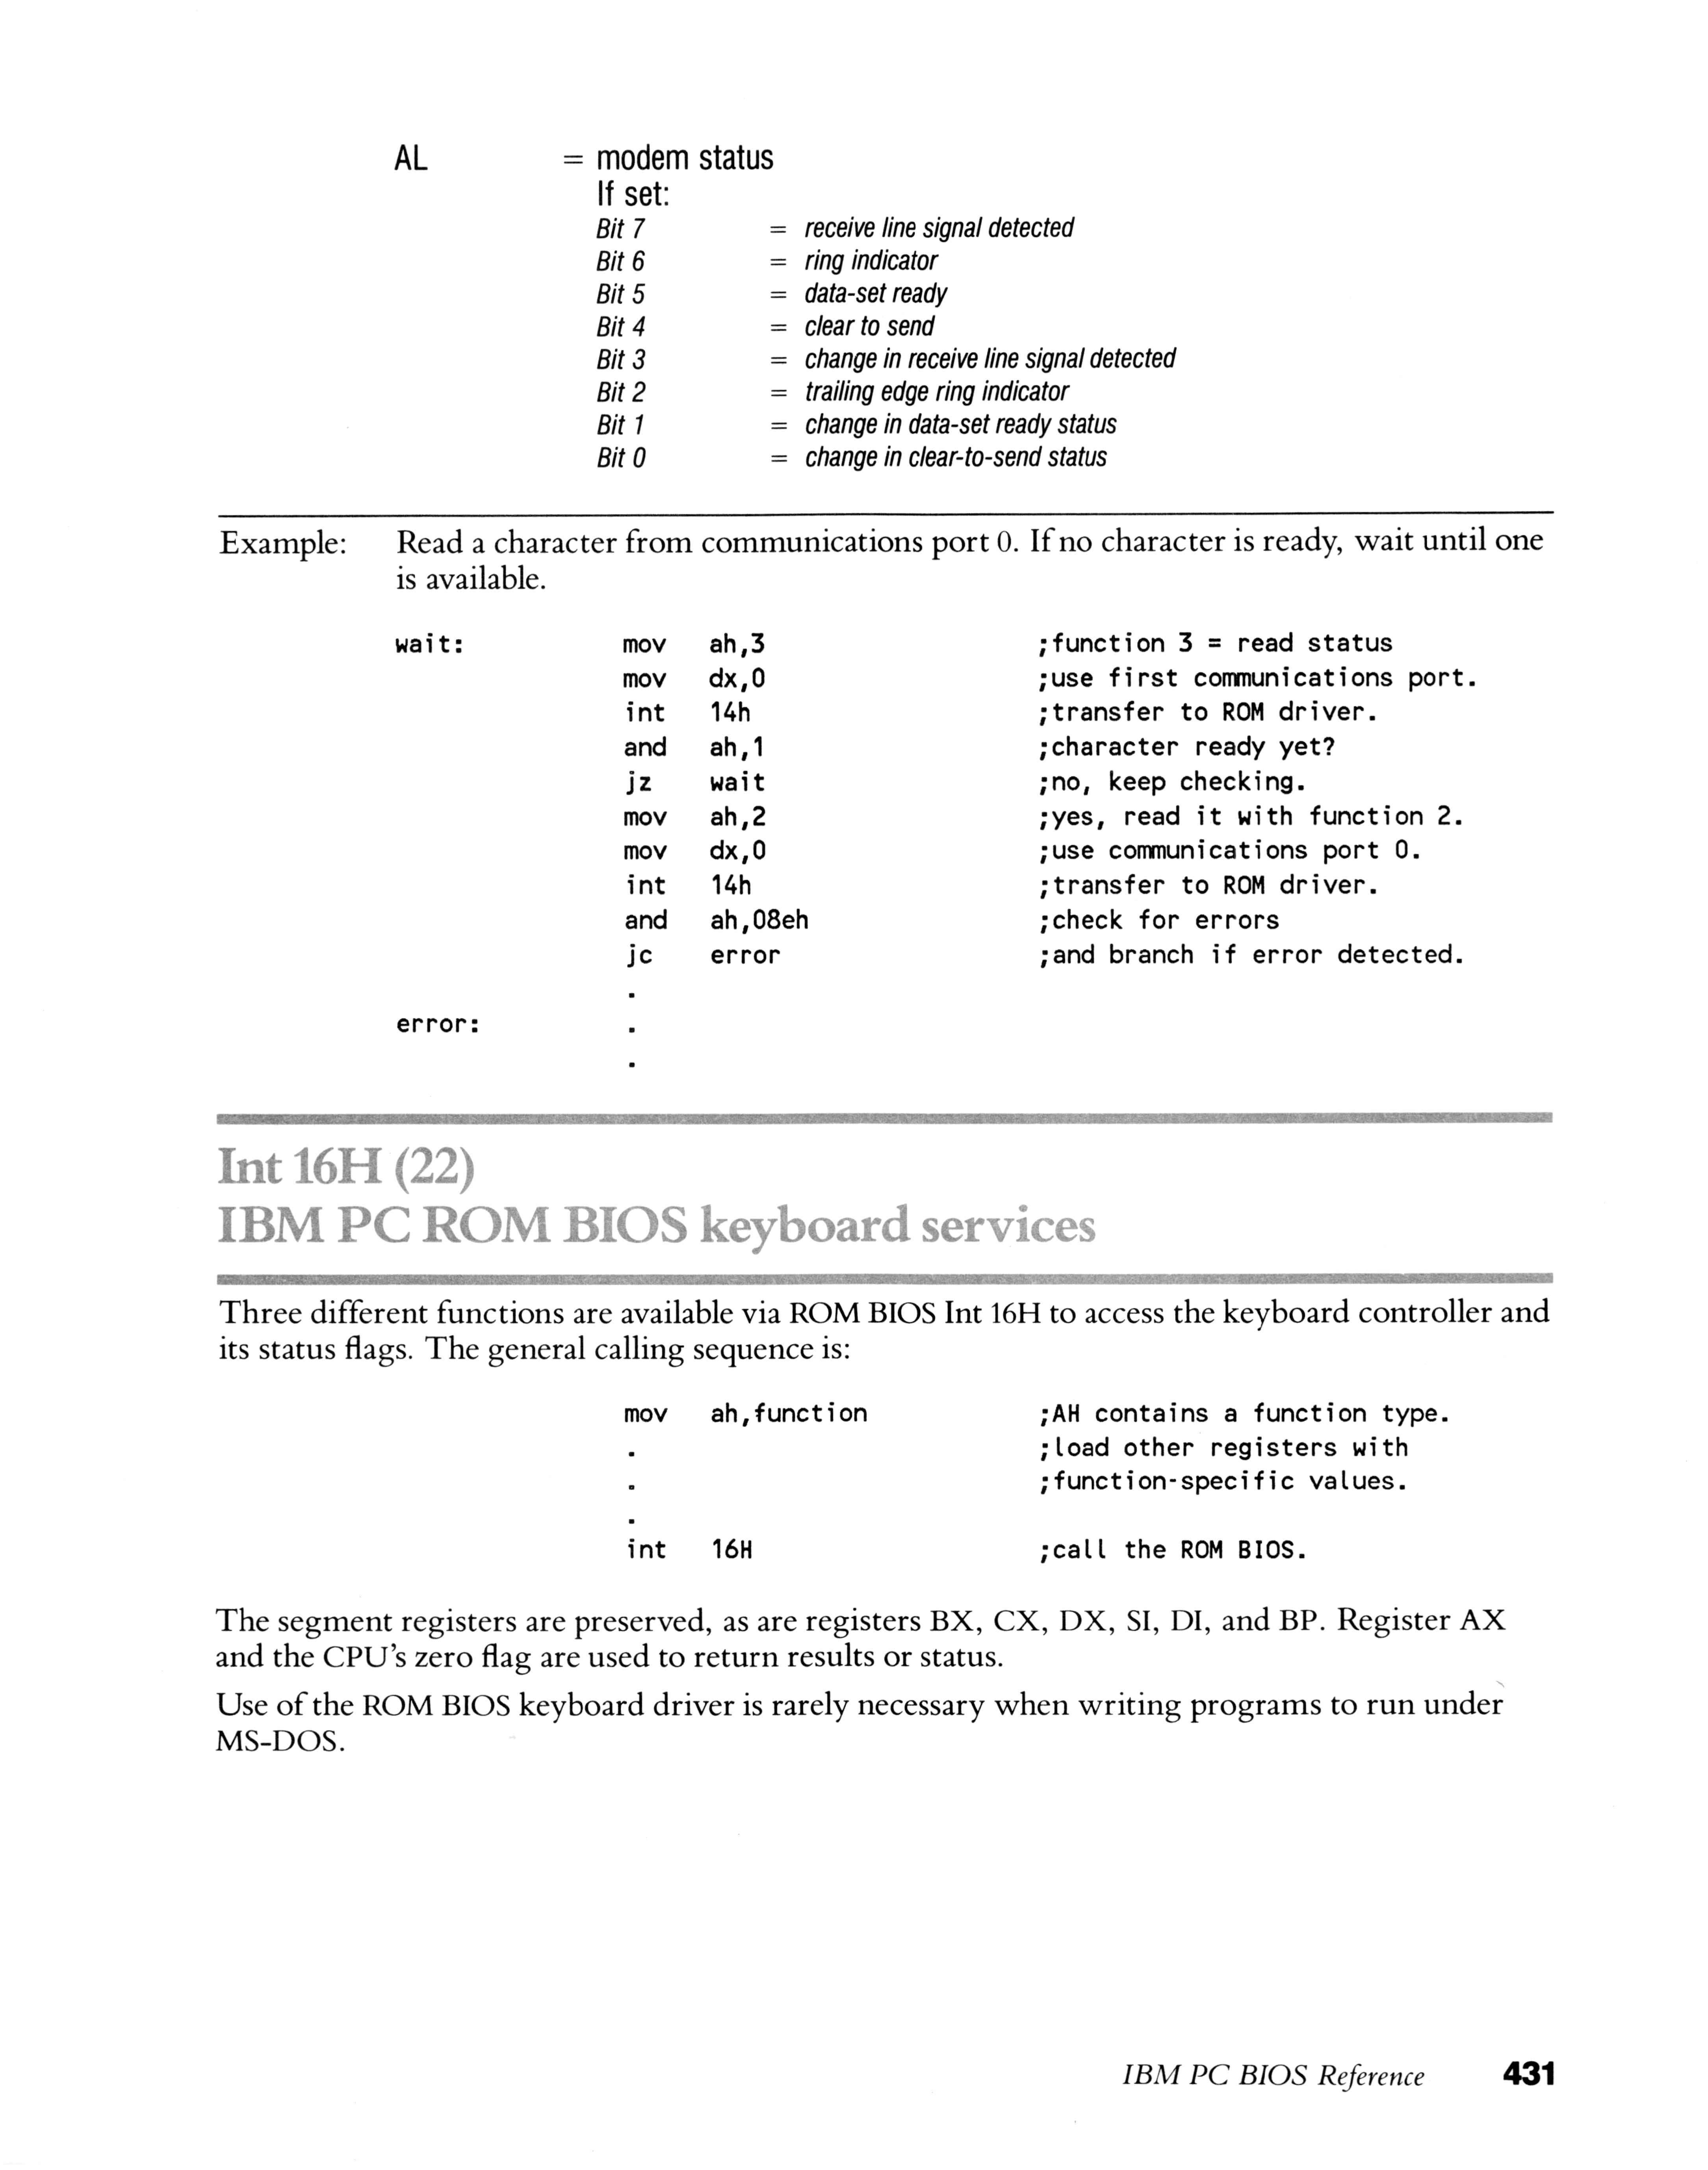 AL = modem status
If set:
Bit 7 = receive line signal detected
Bit 6 = ring indicator
Bit 5 = data-set ready
Bit 4 = clear to send
Bit 3 = change in receive line signal detected
Bit 2 = trailing edge ring indicator
Bit 1 = change in data-set ready status
Bit 0 = change in clear-to-send status
Example: Read a character from communications port 0. If no character is ready, wait until one
is available.
wait: mov ah,3 ;function 3 = read status
mov dx,0 ;use first communications port.
int 14h ;transfer to ROM driver.
and ah,1 ;character ready yet?
jz wait ;no, keep checking.
mov ah,2 ;yes, read it with function 2.
mov dx,0 ;use communications port 0.
int 14h ;transfer to ROM driver.
and ah,08eh ;check for errors
jc error ;and branch if error detected.
.
error: .
.
Int 16H (22)
IBM PC ROM BIOS keyboard services
Three different functions are available via ROM BIOS Int 16H to access the keyboard controller and
its status flags. The general calling sequence is:
mov ah,function ;AH contains a function type.
. ;load other registers with
. ;function-specific values.
.
int 16H ;call the ROM BIOS.
The segment registers are preserved, as are registers BX, CX, DX, SI, DI, and BP. Register AX
and the CPU's zero flag are used to return results or status.
Use of the ROM BIOS keyboard driver is rarely necessary when writing programs to run under
MS-DOS.
IBM PC BIOS Reference 431